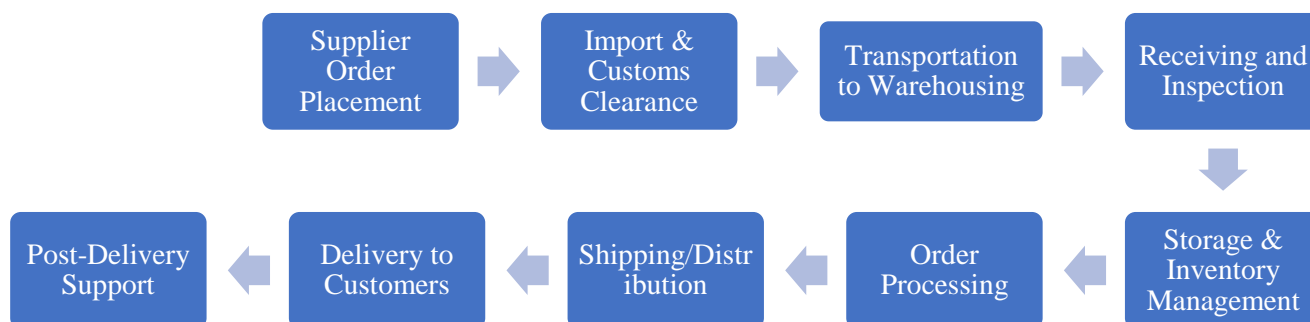 Supplier
Order
Placement
Import &
Customs
Clearance
Transportation
to Warehousing
Receiving and
Inspection
Storage &
Inventory
Management
Order
Processing
Shipping/Distr
ibution
Delivery to
Customers
Post-Delivery
Support